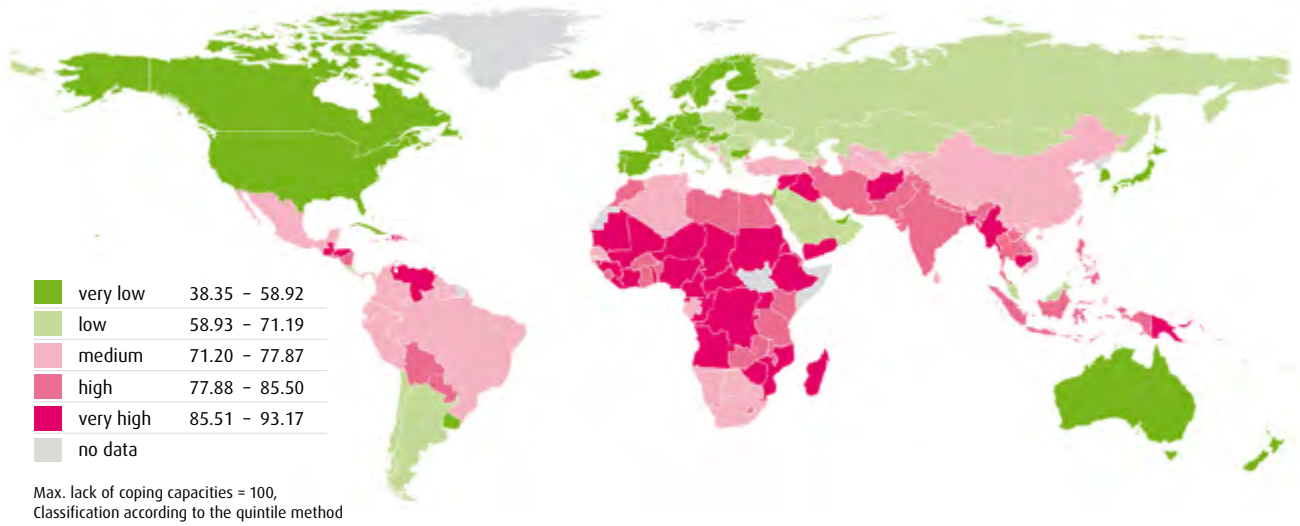 very low 38.35 – 58.92
low 58.93 – 71.19
medium 71.20 – 77.87
high 77.88 – 85.50
very high 85.51 – 93.17
no data
Max. lack of coping capacities = 100,
Classification according to the quintile method